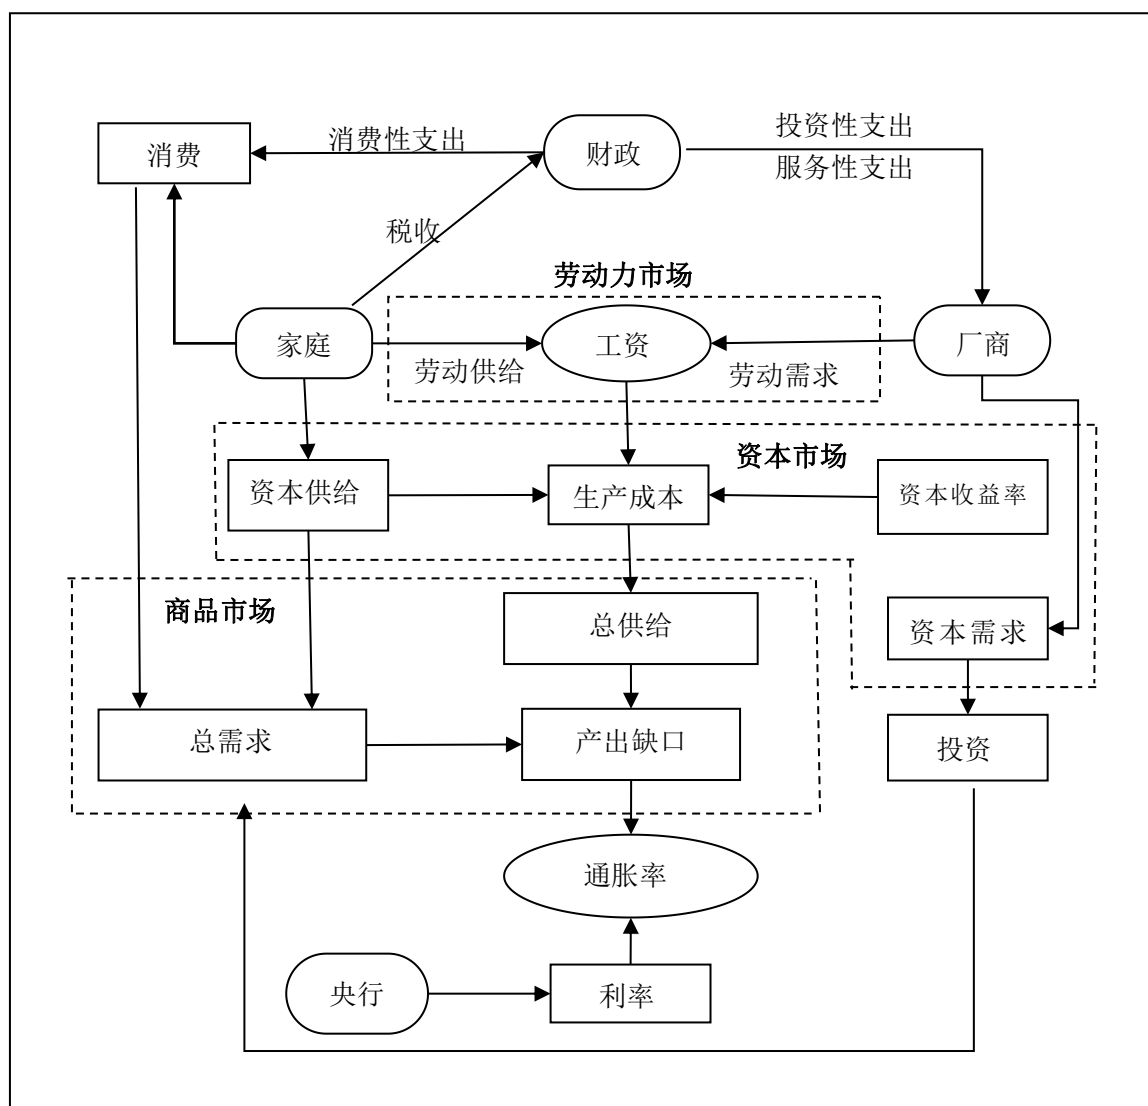 投资性支出
消费性支出
消费
财政
服务性支出
税收
劳动力市场
家庭
工资
厂商
劳动供给
劳动需求
资本市场
资本供给
生产成本
资本收益率
商品市场
总供给
资本需求
总需求
产出缺口
投资
通胀率
央行
利率